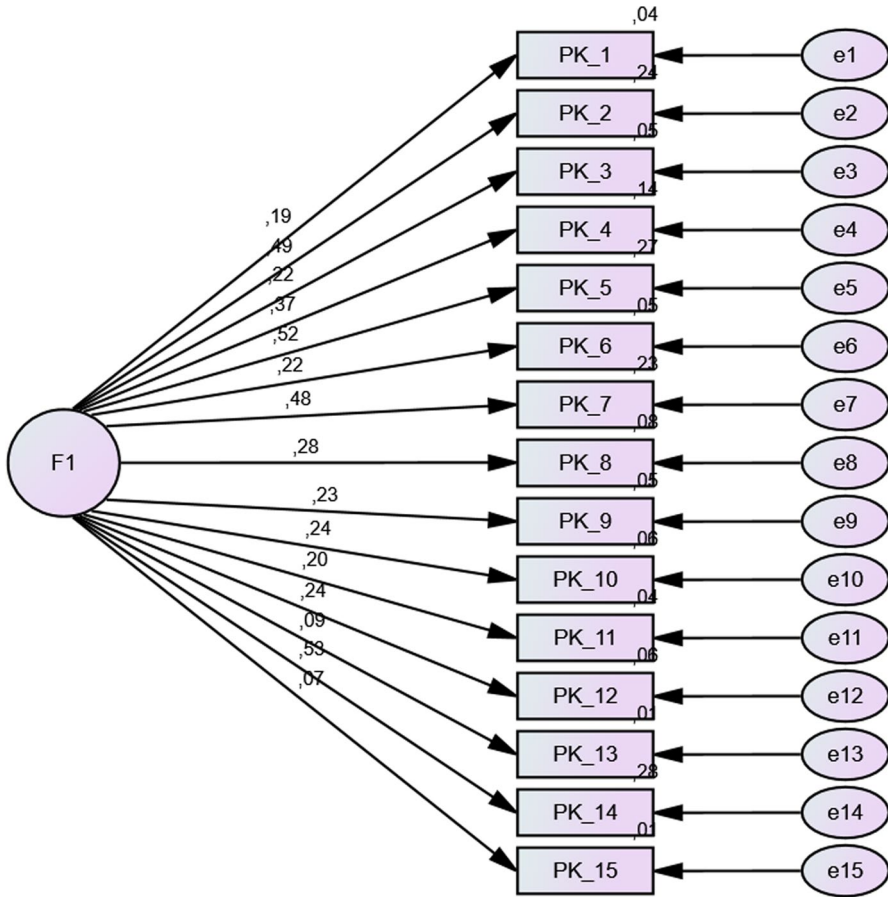 ,04
PK_1
e1
,24
PK_2
e2
,05
PK_3
e3
,14
,19
PK_4
e4
,49
,27
,22
PK_5
e5
,37
,05
,52
PK_6
e6
,22
,23
,48
PK_7
e7
,08
F1
,28
PK_8
e8
,05
,23
PK_9
e9
,06
,24
PK_10
e10
,20
,04
,24
PK_11
e11
,09
,06
,53
PK_12
e12
,07
,01
PK_13
e13
,28
PK_14
e14
,01
PK_15
e15